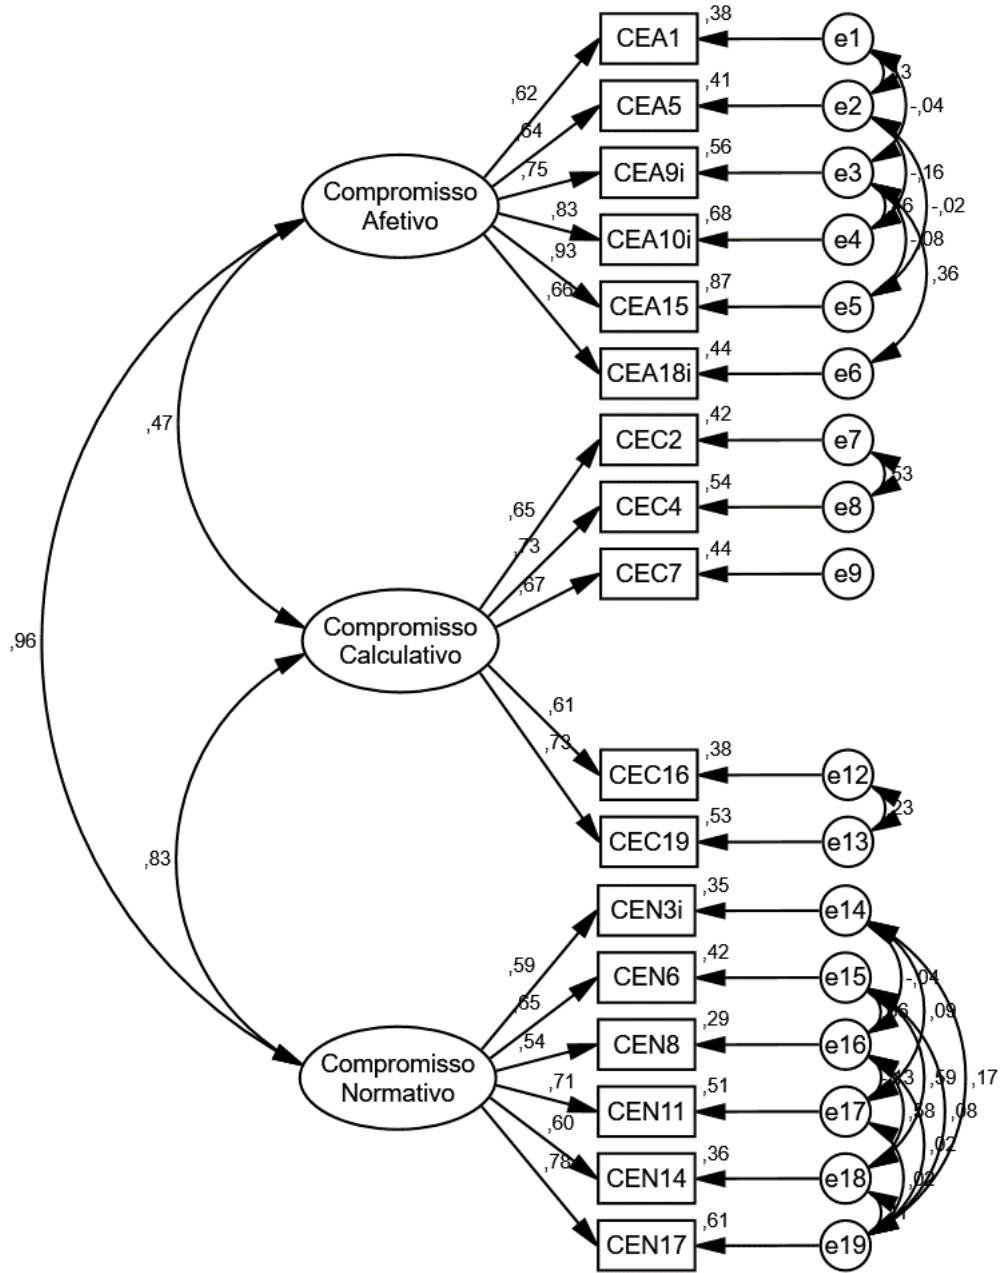 ,38
CEA1
e1
,62
,41
CEA5
e2
-,04
,64
,56
CEA9i
e3
,75
-,16
Compromisso
Afetivo
,83
,68
CEA10i
e4
-,02
-,08
,93
,87
CEA15
e5
,36
,66
,44
CEA18i
e6
,47
,42
CEC2
e7
,53
,65
,54
CEC4
e8
,73
,44
CEC7
e9
,67
,96
Compromisso
Calculativo
,61
,73
,38
CEC16
e12
,23
,53
CEC19
e13
,83
,35
CEN3i
e14
,59
,42
CEN6
e15
-,04
,65
,09
,29
CEN8
e16
,54
Compromisso
Normativo
,59
,17
,71
,51
CEN11
e17
,58
,08
,60
,02
,36
CEN14
e18
,02
,78
,61
CEN17
e19